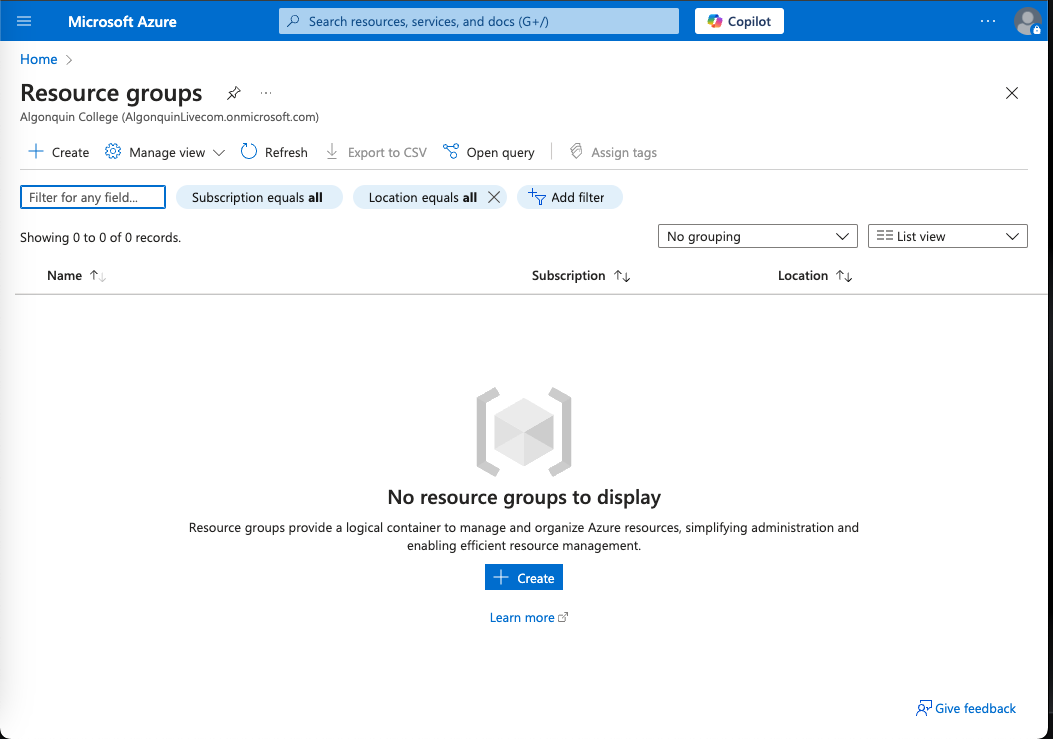 Microsoft Azure
Search resources, services, and docs (G+/)
Copilot
Home
Resource groups
Algonquin College (AlgonquinLivecom.onmicrosoft.com)
Create
Manage view
Refresh
Export to CSV
Open query
Assign tags
Filter for any field...
Subscription equals all
Location equals all
Add filter
Showing 0 to 0 of 0 records.
No grouping
List view
Name
Subscription
Location
No resource groups to display
Resource groups provide a logical container to manage and organize Azure resources, simplifying administration and
enabling efficient resource management.
Create
Learn more
Give feedback